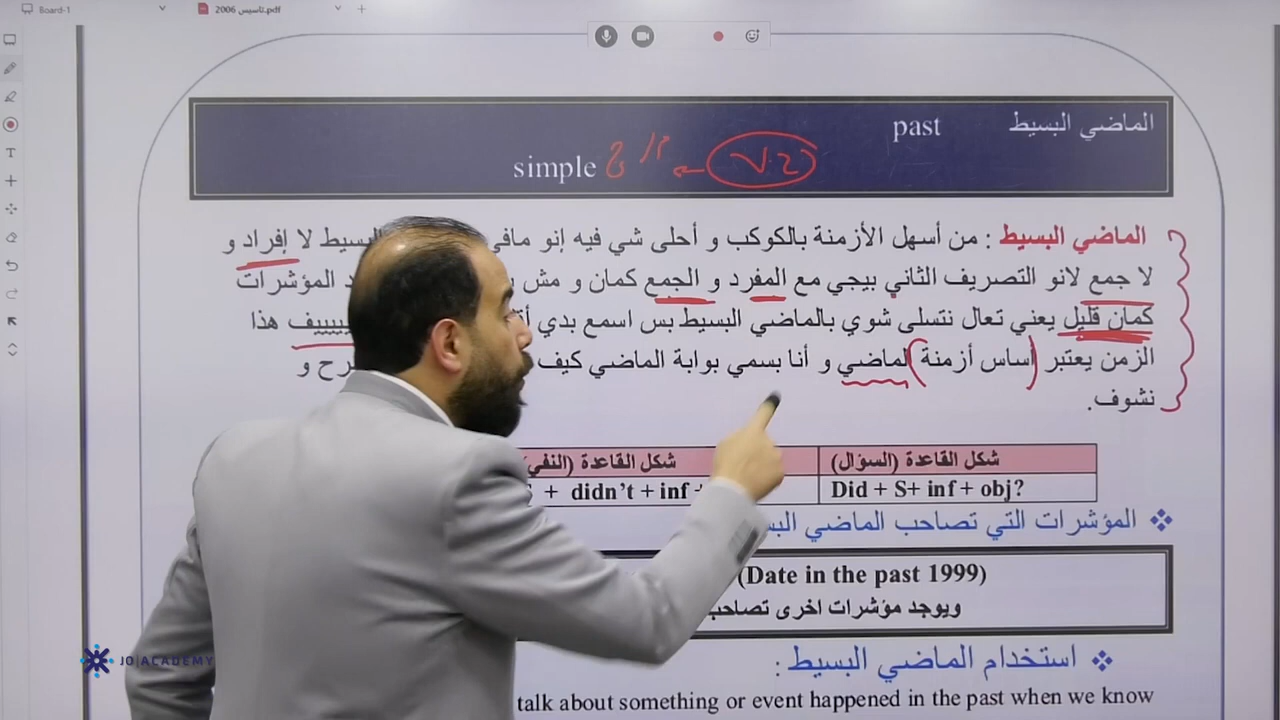 Board-1
تاسيس 2006.pdf
الماضي البسيط past
simple
V2
الماضي البسيط : من أسهل الأزمنة بالكوكب و أحلى شي فيه إنو مافي البسيط لا إفراد و
لا جمع لانو التصريف الثاني بيجي مع المفرد و الجمع كمان و مش المؤشرات
كمان قليل يعني تعال نتسلى شوي بالماضي البسيط بس اسمع بدي هذا
الزمن يعتبر (أساس أزمنة) الماضي و أنا بسمي بوابة الماضي كيف و
نشوف.
شكل القاعدة (السؤال) شكل القاعدة (النفي)
Did + S+ inf + obj?
+ didn't + inf
المؤشرات التي تصاحب الماضي
(Date in the past 1999)
ويوجد مؤشرات اخرى
استخدام الماضي البسيط :
talk about something or event happened in the past when we know
JO ACADEMY